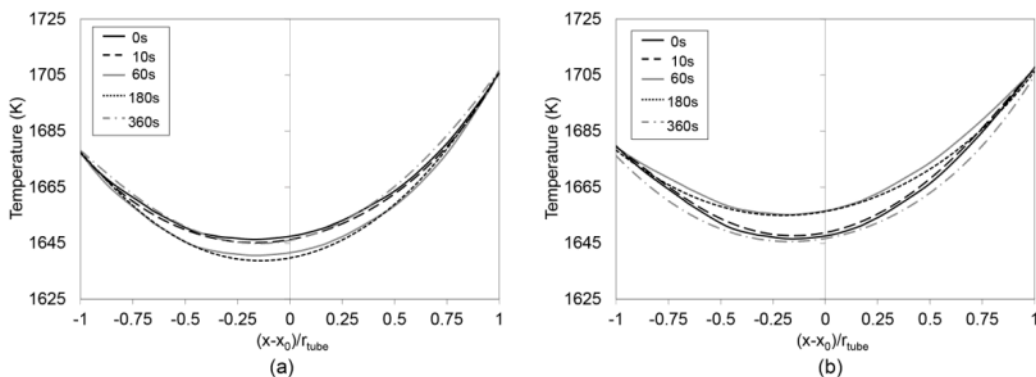 1725
1705
1685
1665
1645
1625
Temperature (K)
0s
10s
60s
180s
360s
-1 -0.75 -0.5 -0.25 0 0.25 0.5 0.75 1
(x-x₀)/r_tube
(a)
1725
1705
1685
1665
1645
1625
Temperature (K)
0s
10s
60s
180s
360s
-1 -0.75 -0.5 -0.25 0 0.25 0.5 0.75 1
(x-x₀)/r_tube
(b)